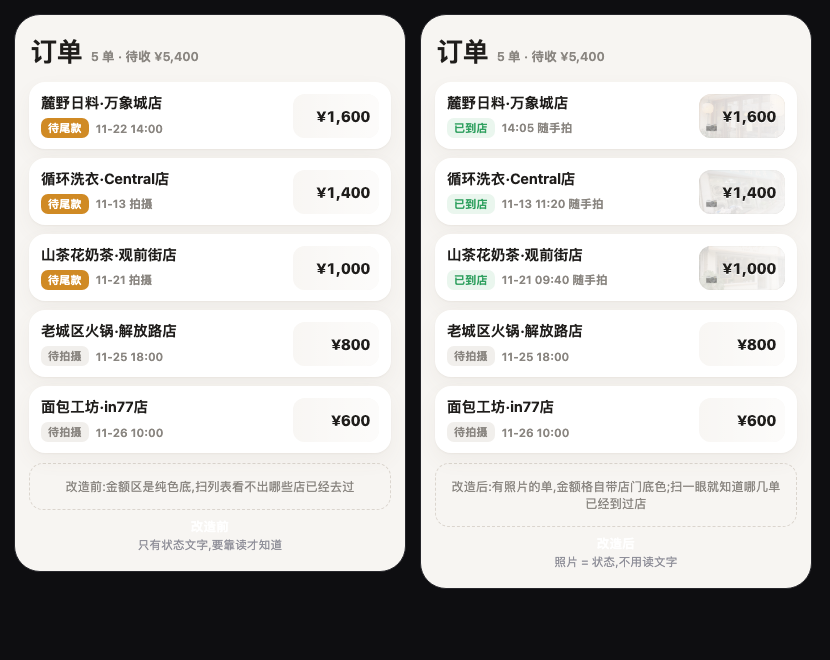 订单 5 单 · 待收 ¥5,400
麓野日料·万象城店
¥1,600
待尾款 11-22 14:00
循环洗衣·Central店
¥1,400
待尾款 11-13 拍摄
山茶花奶茶·观前街店
¥1,000
待尾款 11-21 拍摄
老城区火锅·解放路店
¥800
待拍摄 11-25 18:00
面包工坊·in77店
¥600
待拍摄 11-26 10:00
改造前:金额区是纯色底,扫列表看不出哪些店已经去过
改造前
只有状态文字,要靠读才知道
订单 5 单 · 待收 ¥5,400
麓野日料·万象城店
¥1,600
已到店 14:05 随手拍
循环洗衣·Central店
¥1,400
已到店 11-13 11:20 随手拍
山茶花奶茶·观前街店
¥1,000
已到店 11-21 09:40 随手拍
老城区火锅·解放路店
¥800
待拍摄 11-25 18:00
面包工坊·in77店
¥600
待拍摄 11-26 10:00
改造后:有照片的单,金额格自带店门底色;扫一眼就知道哪几单
已经到过店
改造后
照片 = 状态,不用读文字